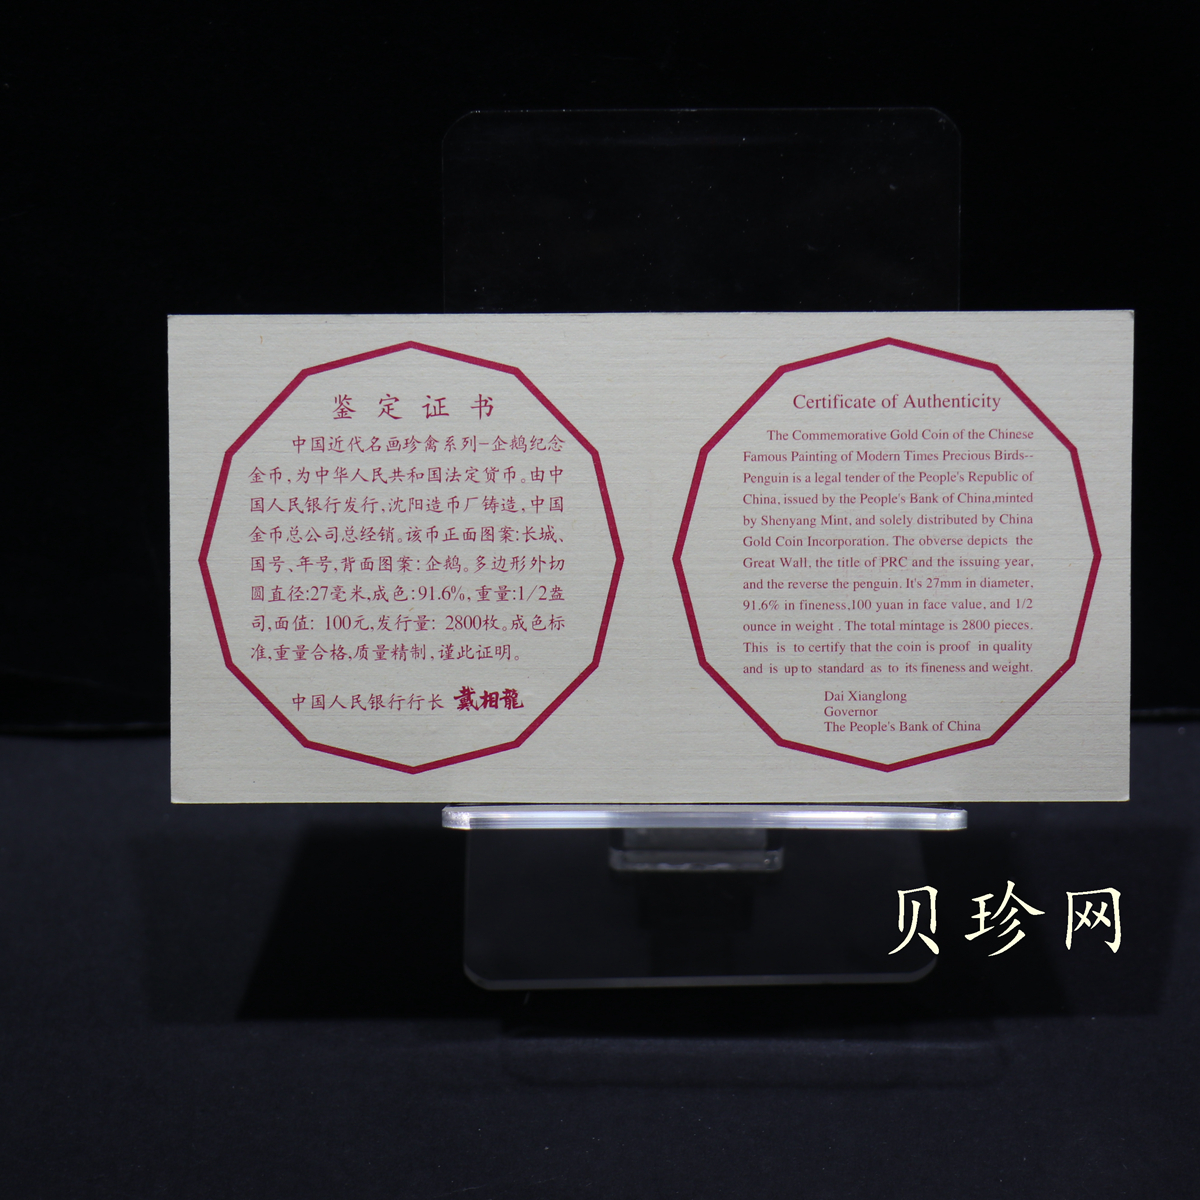 鉴定证书
中国近代名画珍禽系列-企鹅纪念
金币,为中华人民共和国法定货币。由中
国人民银行发行,沈阳造币厂铸造,中国
金币总公司总经销。该币正面图案:长城、
国号、年号,背面图案:企鹅。多边形外切
圆直径:27毫米,成色:91.6%,重量:1/2盎
司,面值: 100元,发行量: 2800枚。成色标
准,重量合格,质量精制,谨此证明。
中国人民银行行长 戴相龍
Certificate of Authenticity
The Commemorative Gold Coin of the Chinese
Famous Painting of Modern Times Precious Birds--
Penguin is a legal tender of the People's Republic of
China, issued by the People's Bank of China,minted
by Shenyang Mint, and solely distributed by China
Gold Coin Incorporation. The obverse depicts the
Great Wall, the title of PRC and the issuing year,
and the reverse the penguin. It's 27mm in diameter,
91.6% in fineness,100 yuan in face value, and 1/2
ounce in weight . The total mintage is 2800 pieces.
This is to certify that the coin is proof in quality
and is up to standard as to its fineness and weight.
Dai Xianglong
Governor
The People's Bank of China
贝珍网